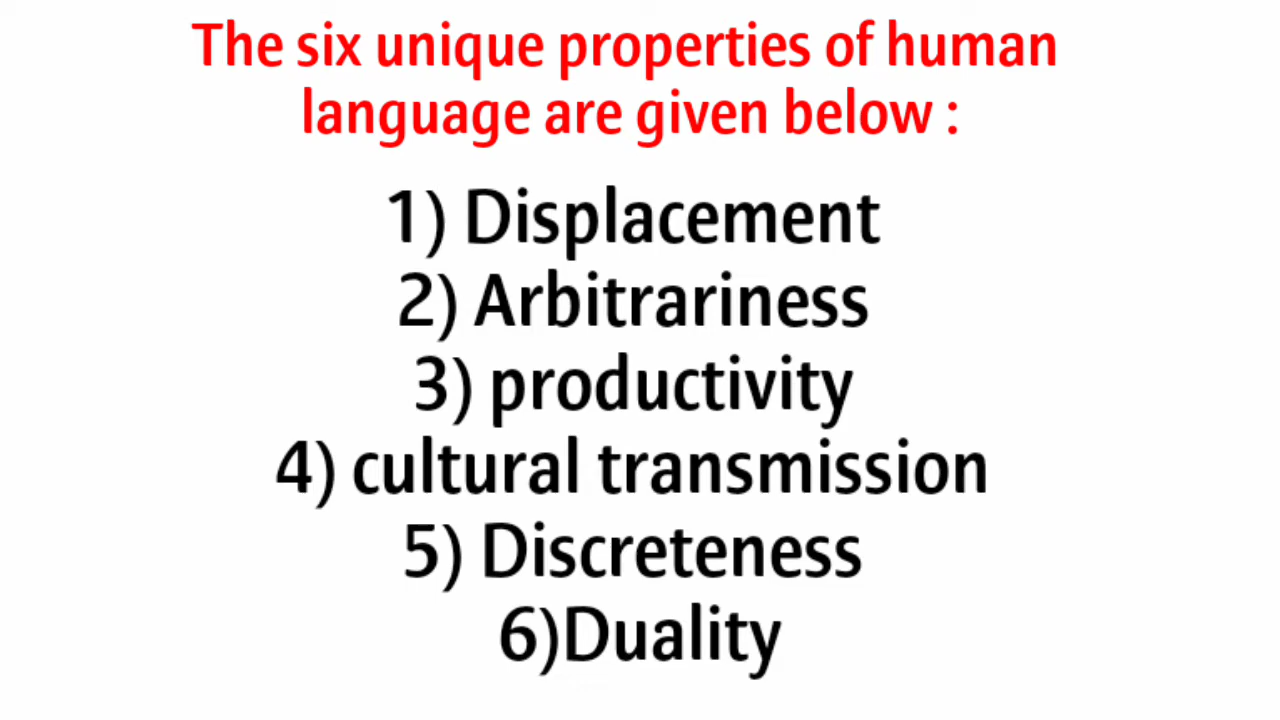 The six unique properties of human
language are given below :
1) Displacement
2) Arbitrariness
3) productivity
4) cultural transmission
5) Discreteness
6)Duality